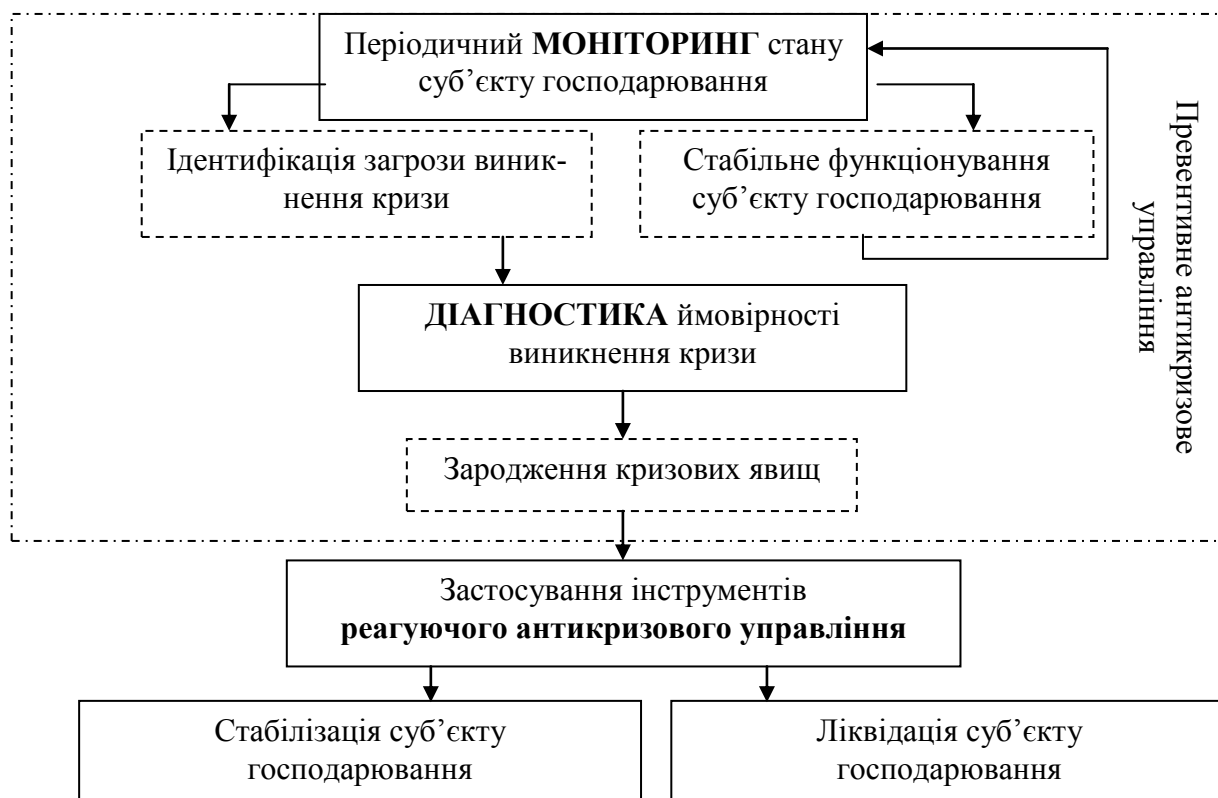 Періодичний МОНІТОРИНГ стану
суб’єкту господарювання
Ідентифікація загрози виник-
нення кризи
Стабільне функціонування
суб’єкту господарювання
Превентивне антикризове
управління
ДІАГНОСТИКА ймовірності
виникнення кризи
Зародження кризових явищ
Застосування інструментів
реагуючого антикризового управління
Стабілізація суб’єкту
господарювання
Ліквідація суб’єкту
господарювання